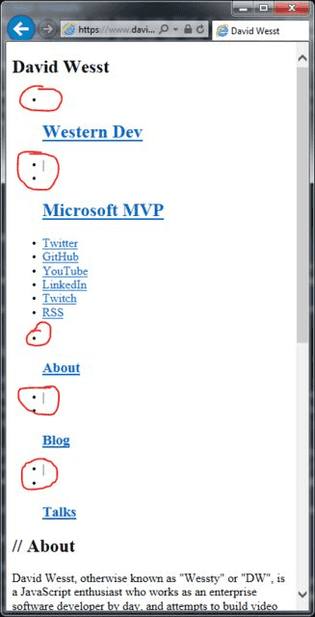 https://www.davi...
David Wesst
David Wesst
•
Western Dev
• |
•
Microsoft MVP
• Twitter
• GitHub
• YouTube
• LinkedIn
• Twitch
• RSS
•
About
• |
•
Blog
• |
•
Talks
// About
David Wesst, otherwise known as "Wessty" or "DW", is
a JavaScript enthusiast who works as an enterprise
software developer by day, and attempts to build video